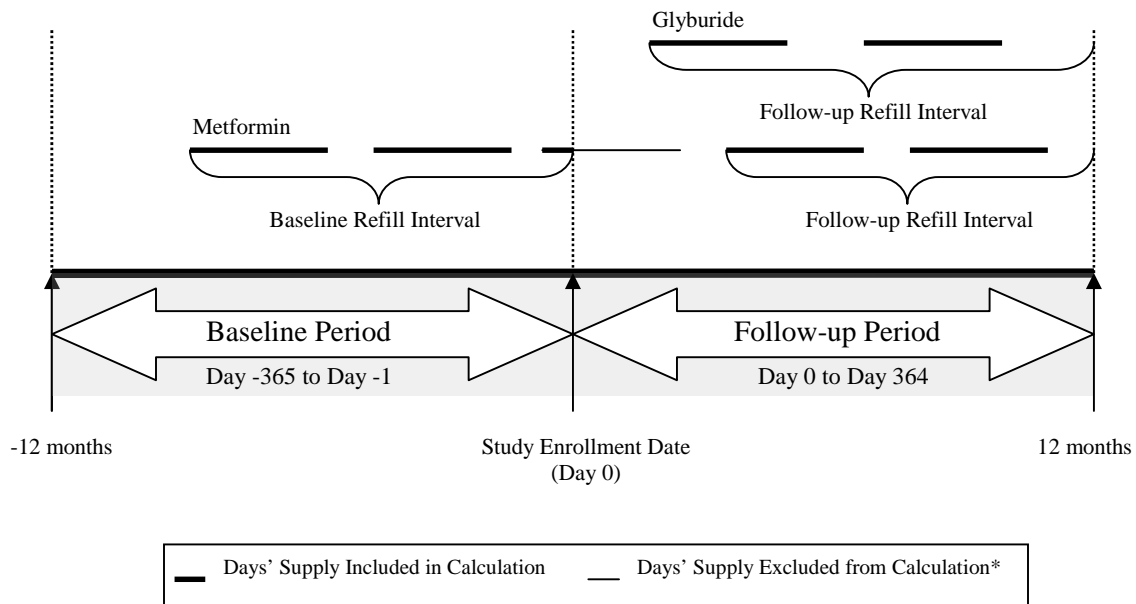 Glyburide
Follow-up Refill Interval
Metformin
Baseline Refill Interval
Follow-up Refill Interval
Baseline Period
Day -365 to Day -1
Follow-up Period
Day 0 to Day 364
-12 months
Study Enrollment Date
(Day 0)
12 months
Days’ Supply Included in Calculation
Days’ Supply Excluded from Calculation*